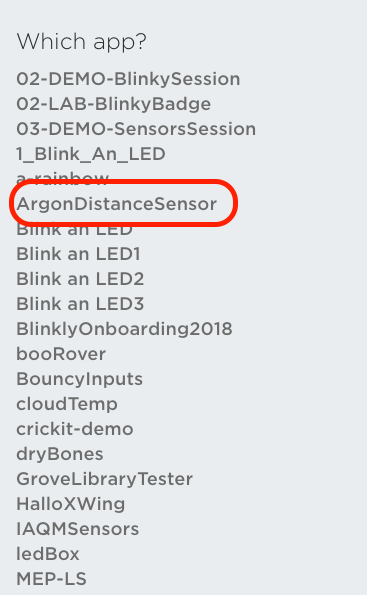 Which app?
02-DEMO-BlinkySession
02-LAB-BlinkyBadge
03-DEMO-SensorsSession
1_Blink_An_LED
a-rainbow
ArgonDistanceSensor
Blink an LED
Blink an LED1
Blink an LED2
Blink an LED3
BlinklyOnboarding2018
booRover
BouncyInputs
cloudTemp
crickit-demo
dryBones
GroveLibraryTester
HalloXWing
IAQMSensors
ledBox
MEP-LS